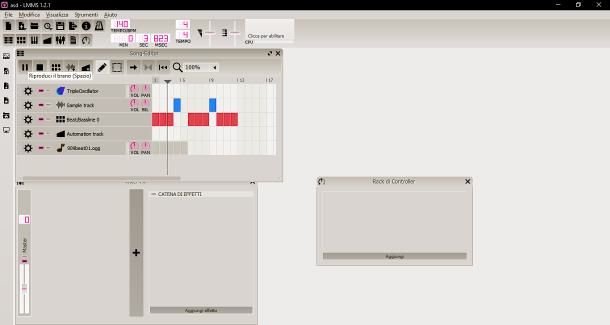 asd - LMMS 1.2.1
File Modifica Visualizza Strumenti Aiuto
140
TEMPO/BPM
0 3 823
MIN SEC MSEC
4
4
TEMPO
Clicca per abilitare
CPU
Song-Editor
100%
Riproduci il brano (Spazio)
1 5 9 13 17
TripleOscillator
VOL PAN
Sample track
VOL BIL
Beat/Bassline 0
Automation track
909beat01.ogg
VOL PAN
0
Master
CATENA DI EFFETTI
Aggiungi effetto
Rack di Controller
Aggiungi